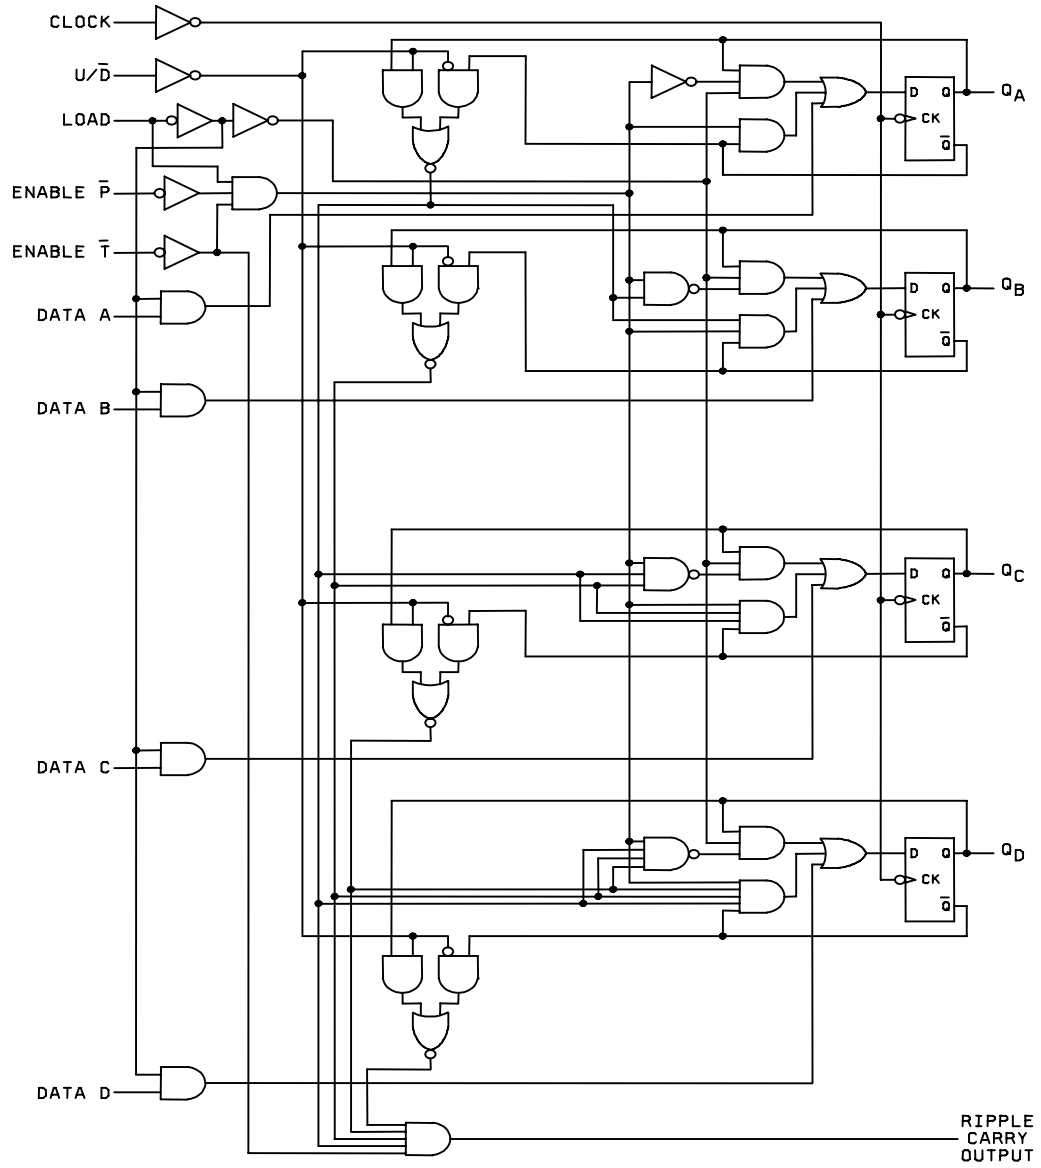 CLOCK
U/D̅
LOAD
ENABLE P̅
ENABLE T̅
DATA A
DATA B
DATA C
DATA D
D Q
CK
Q̅
Q_A
D Q
CK
Q̅
Q_B
D Q
CK
Q̅
Q_C
D Q
CK
Q̅
Q_D
RIPPLE
CARRY
OUTPUT